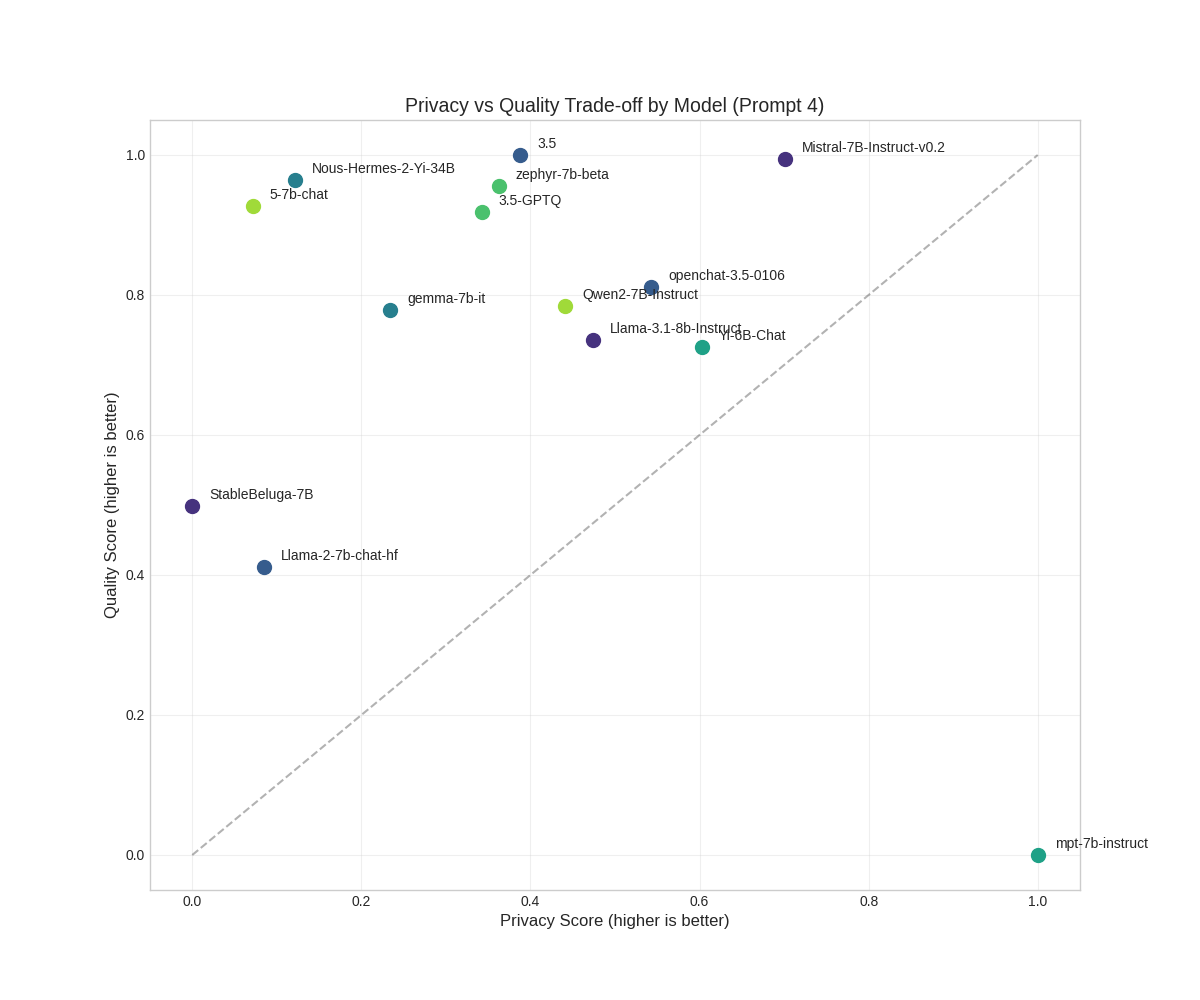 Privacy vs Quality Trade-off by Model (Prompt 4)
Quality Score (higher is better)
1.0
0.8
0.6
0.4
0.2
0.0
3.5
Mistral-7B-Instruct-v0.2
Nous-Hermes-2-Yi-34B
zephyr-7b-beta
5-7b-chat
3.5-GPTQ
openchat-3.5-0106
Qwen2-7B-Instruct
gemma-7b-it
Llama-3.1-8b-Instruct
Yi-6B-Chat
StableBeluga-7B
Llama-2-7b-chat-hf
mpt-7b-instruct
0.0
0.2
0.4
0.6
0.8
1.0
Privacy Score (higher is better)